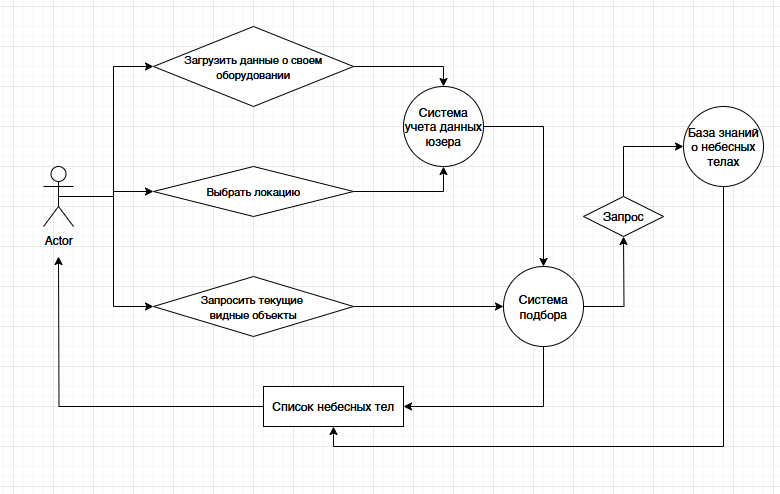 Загрузить данные о своем
оборудовании
Система
учета данных
юзера
База знаний
о небесных
телах
Выбрать локацию
Запрос
Actor
Запросить текущие
видные объекты
Система
подбора
Список небесных тел